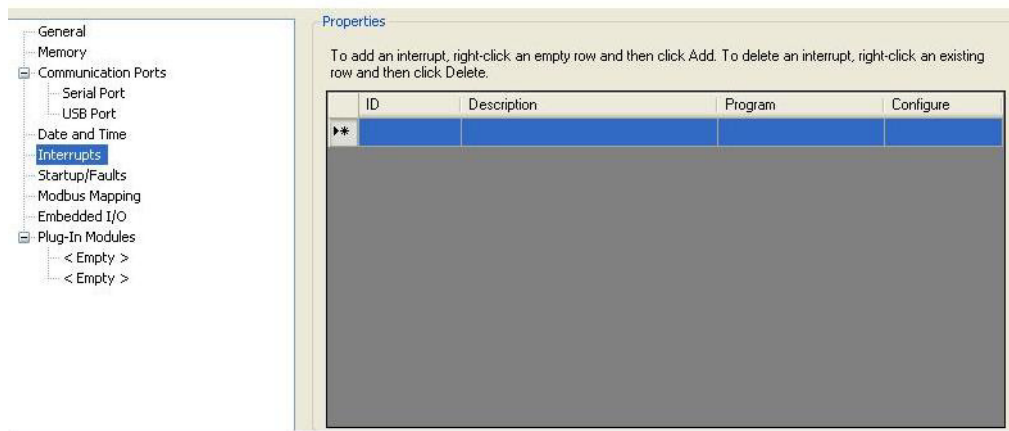 General
Memory
Communication Ports
Serial Port
USB Port
Date and Time
Interrupts
Startup/Faults
Modbus Mapping
Embedded I/O
Plug-In Modules
< Empty >
< Empty >
Properties
To add an interrupt, right-click an empty row and then click Add. To delete an interrupt, right-click an existing
row and then click Delete.
ID Description Program Configure